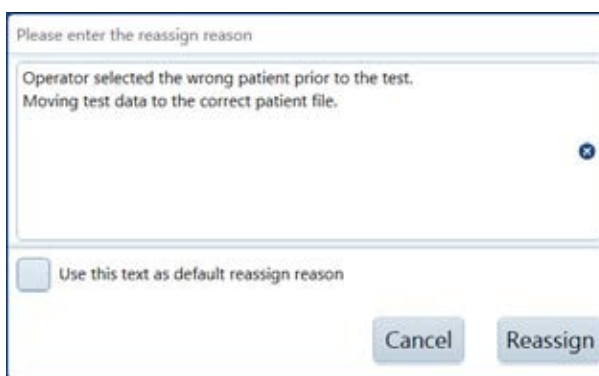 Please enter the reassign reason
Operator selected the wrong patient prior to the test.
Moving test data to the correct patient file.
Use this text as default reassign reason
Cancel Reassign